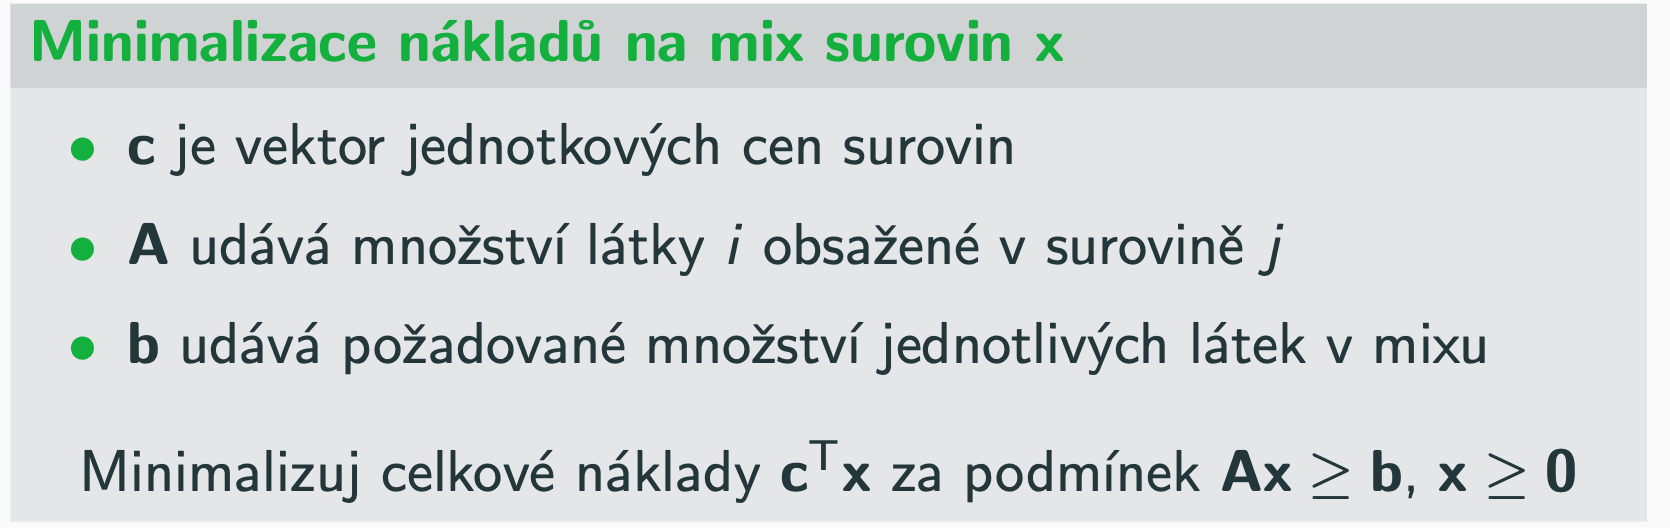 Minimalizace nákladů na mix surovin x
• c je vektor jednotkových cen surovin
• A udává množství látky i obsažené v surovině j
• b udává požadované množství jednotlivých látek v mixu
Minimalizuj celkové náklady cᵀx za podmínek Ax ≥ b, x ≥ 0